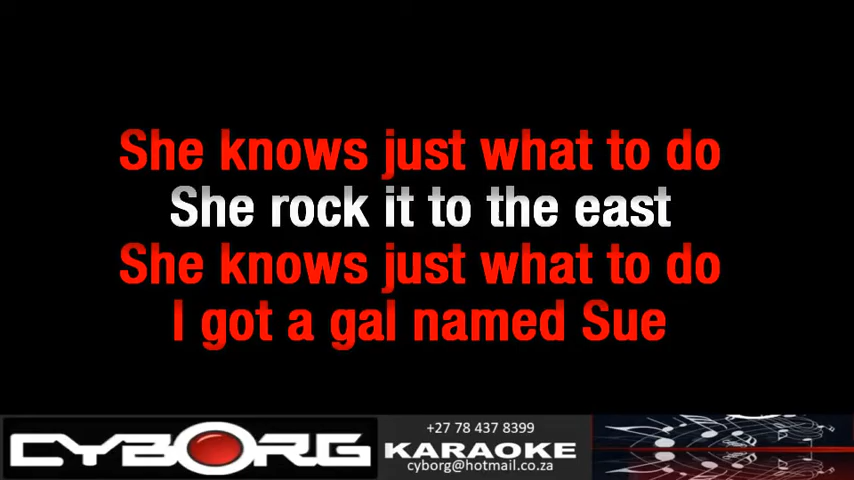 She knows just what to do
She rock it to the east
She knows just what to do
I got a gal named Sue
CYBORG
+27 78 437 8399
KARAOKE
cyborg@hotmail.co.za